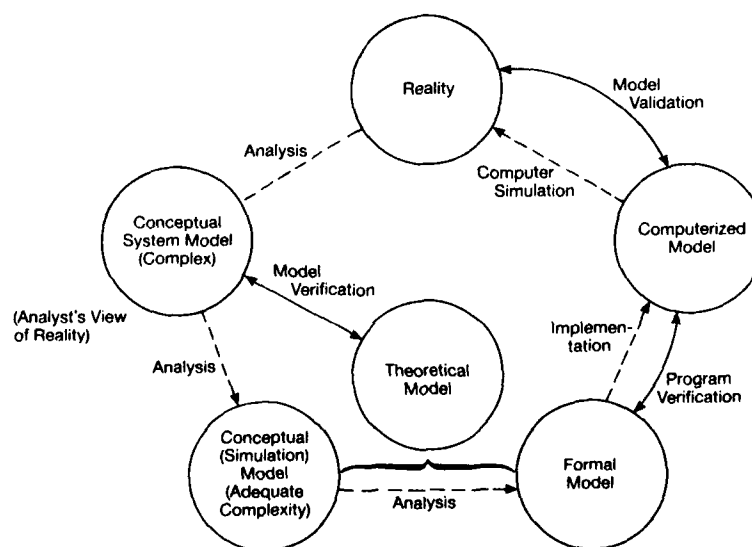 Reality
Model
Validation
Analysis
Computer
Simulation
Conceptual
System Model
(Complex)
Computerized
Model
Model
Verification
(Analyst's View
of Reality)
Implemen-
tation
Analysis
Theoretical
Model
Program
Verification
Conceptual
(Simulation)
Model
(Adequate
Complexity)
Formal
Model
Analysis